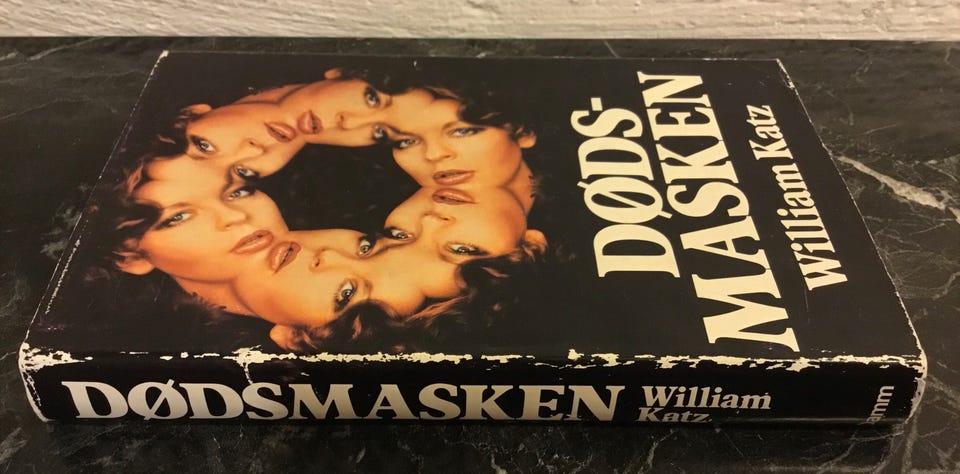 DØDS-
MASKEN
William Katz
DØDSMASKEN
William
Katz